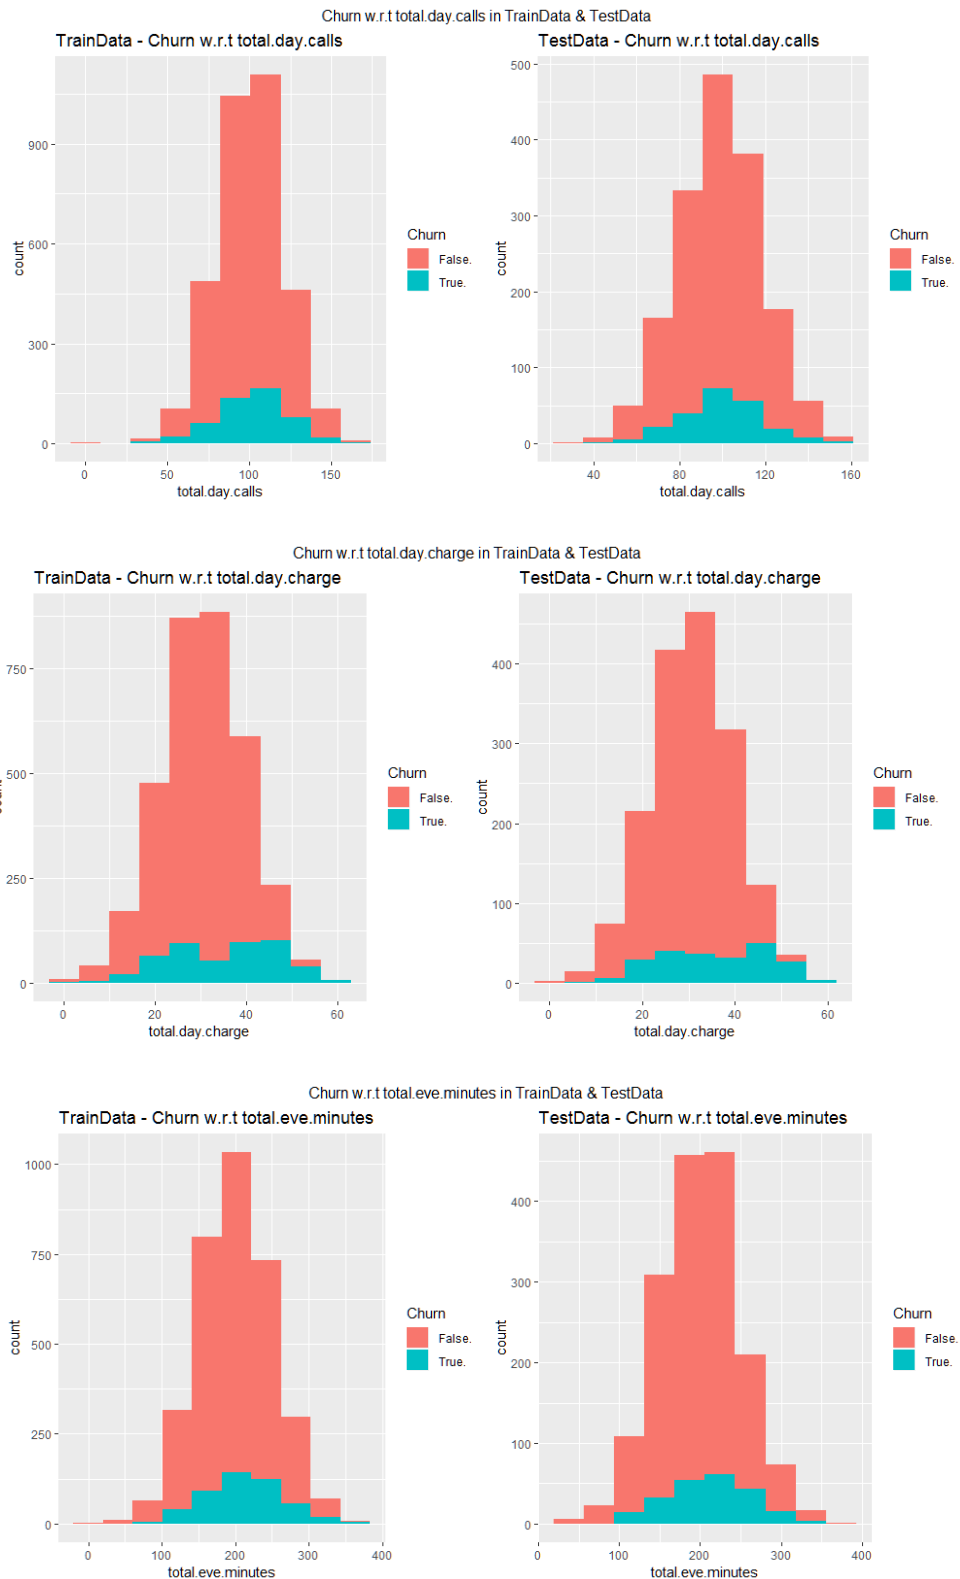 Churn w.r.t total.day.calls in TrainData & TestData
TrainData - Churn w.r.t total.day.calls
TestData - Churn w.r.t total.day.calls
900
600
300
0
count
0
50
100
150
total.day.calls
Churn
False.
True.
500
400
300
200
100
0
count
40
80
120
160
total.day.calls
Churn
False.
True.
Churn w.r.t total.day.charge in TrainData & TestData
TrainData - Churn w.r.t total.day.charge
TestData - Churn w.r.t total.day.charge
750
500
250
0
count
0
20
40
60
total.day.charge
Churn
False.
True.
400
300
200
100
0
count
0
20
40
60
total.day.charge
Churn
False.
True.
Churn w.r.t total.eve.minutes in TrainData & TestData
TrainData - Churn w.r.t total.eve.minutes
TestData - Churn w.r.t total.eve.minutes
1000
750
500
250
0
count
0
100
200
300
400
total.eve.minutes
Churn
False.
True.
400
300
200
100
0
count
0
100
200
300
400
total.eve.minutes
Churn
False.
True.